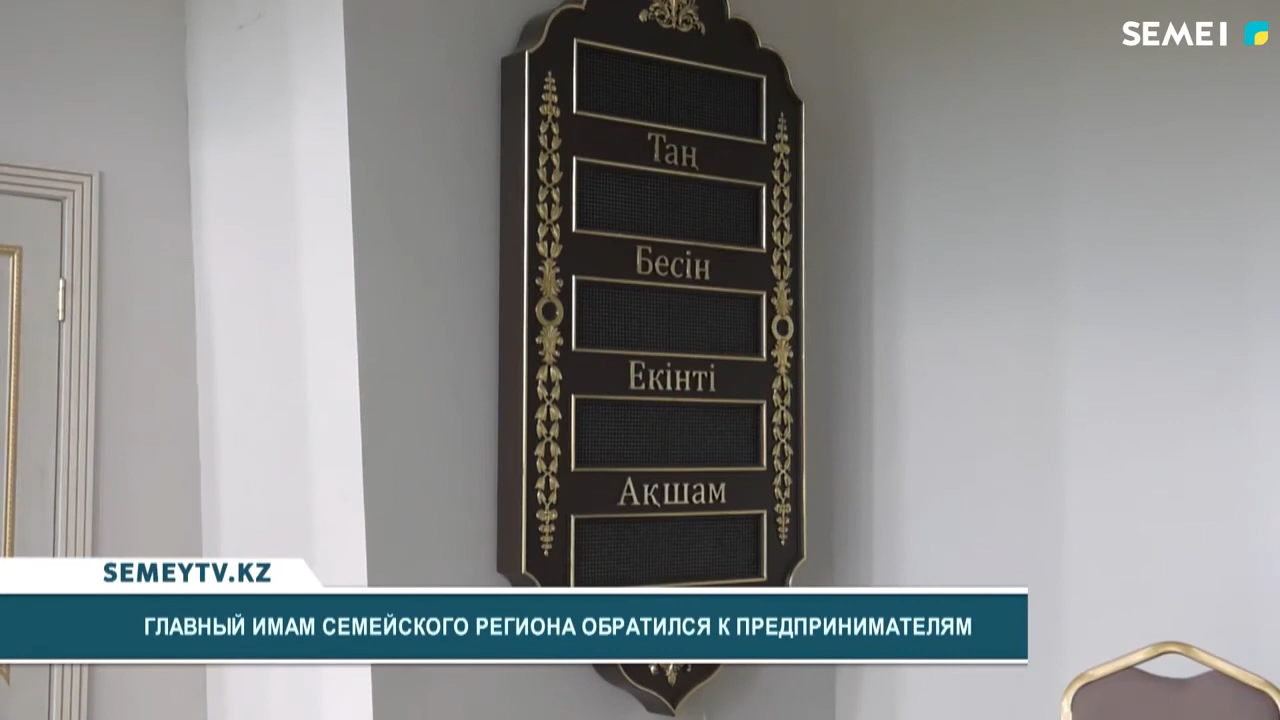 SEMEI
Таң
Бесін
Екінті
Ақшам
SEMEYTV.KZ
ГЛАВНЫЙ ИМАМ СЕМЕЙСКОГО РЕГИОНА ОБРАТИЛСЯ К ПРЕДПРИНИМАТЕЛЯМ